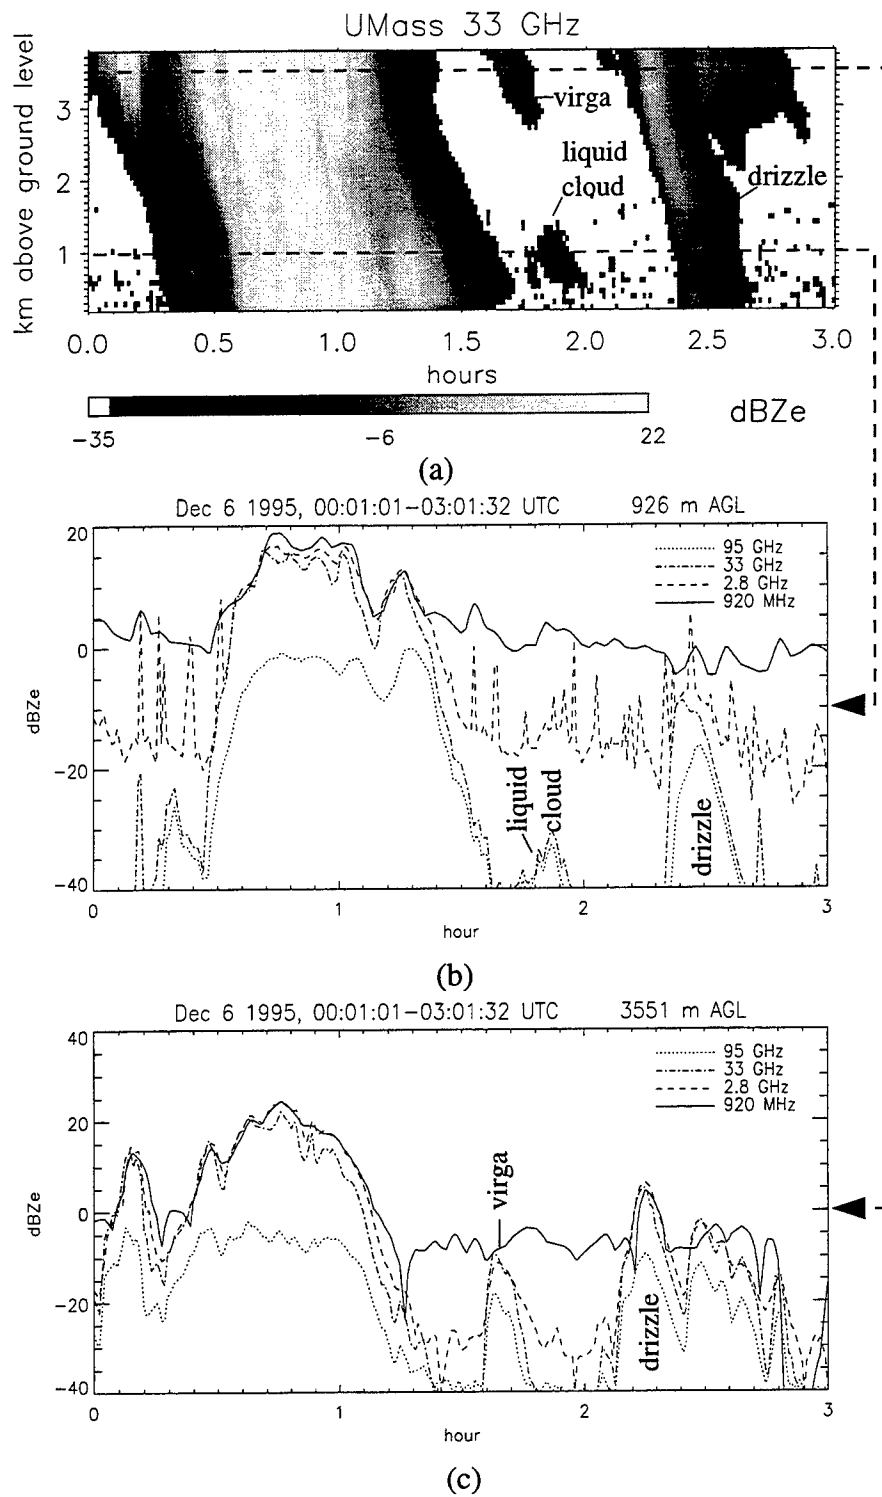 UMass 33 GHz
km above ground level
3
2
1
virga
liquid
cloud
drizzle
0.0 0.5 1.0 1.5 2.0 2.5 3.0
hours
-35 -6 22
dBZe
(a)
Dec 6 1995, 00:01:01-03:01:32 UTC 926 m AGL
95 GHz
33 GHz
2.8 GHz
920 MHz
20
0
-20
-40
dBZe
liquid
cloud
drizzle
0 1 2 3
hour
(b)
Dec 6 1995, 00:01:01-03:01:32 UTC 3551 m AGL
95 GHz
33 GHz
2.8 GHz
920 MHz
40
20
0
-20
-40
dBZe
virga
drizzle
0 1 2 3
hour
(c)